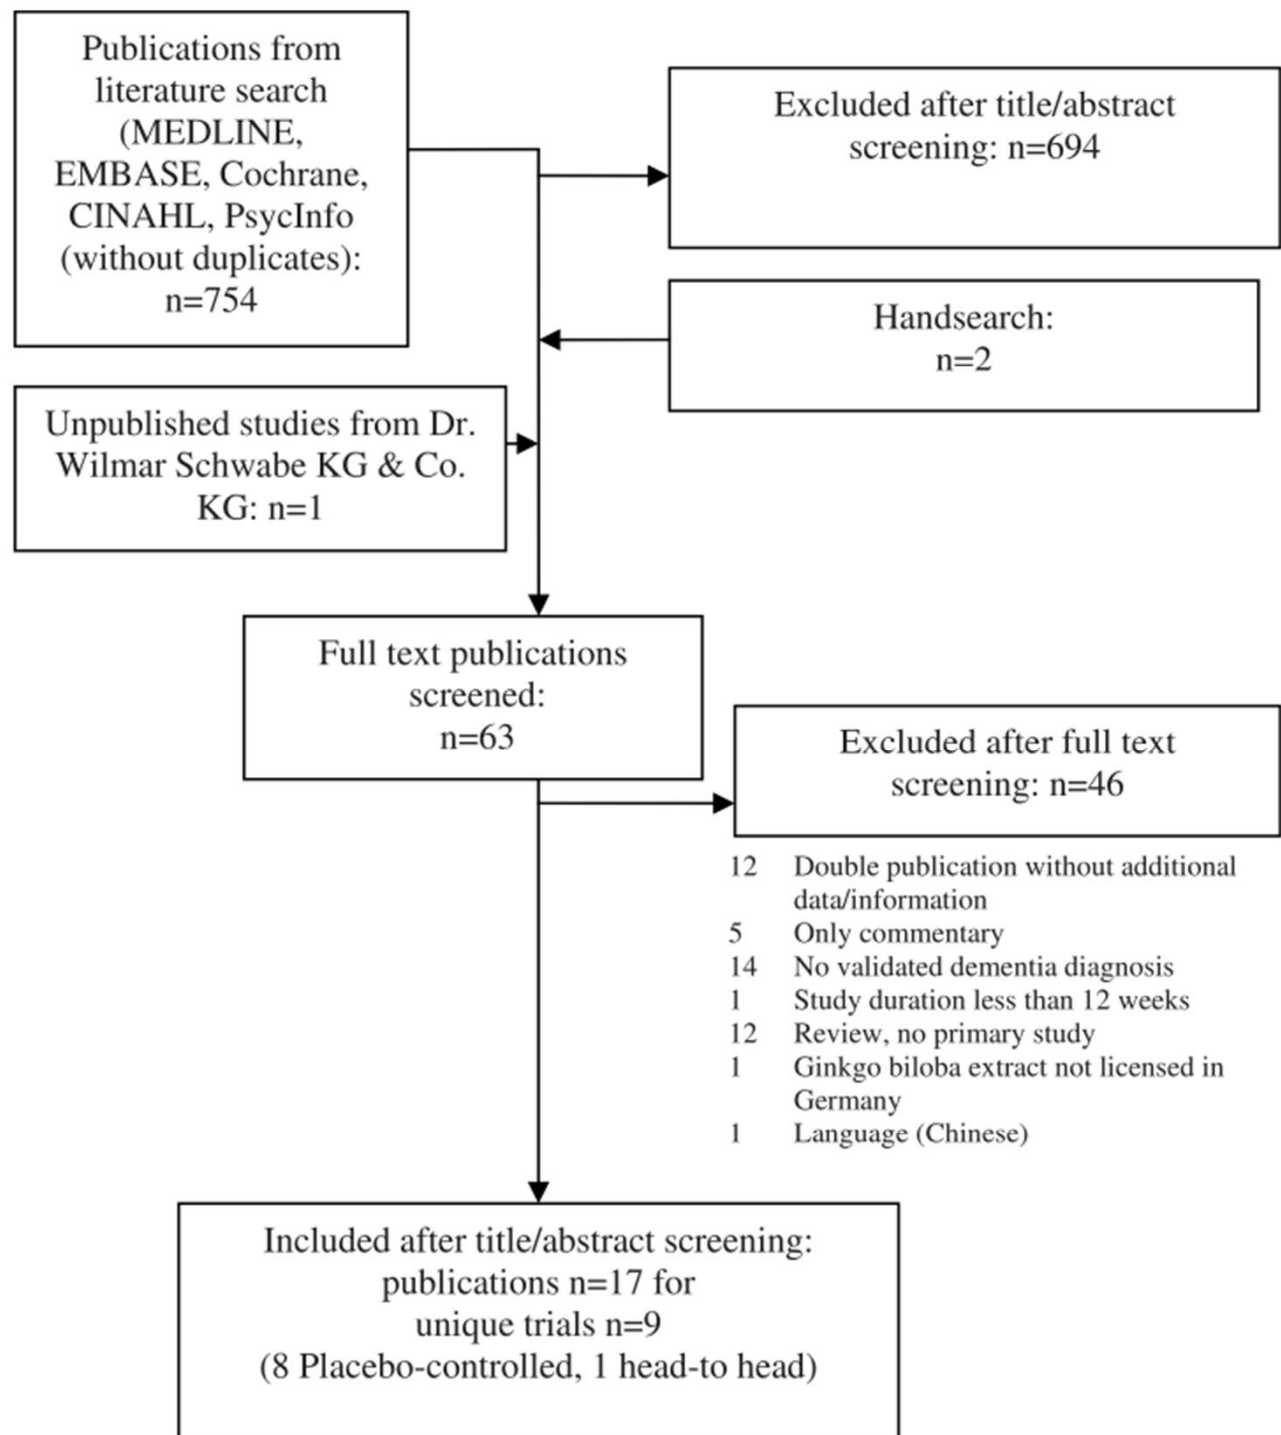 Publications from
literature search
(MEDLINE,
EMBASE, Cochrane,
CINAHL, PsycInfo
(without duplicates):
n=754
Excluded after title/abstract
screening: n=694
Handsearch:
n=2
Unpublished studies from Dr.
Wilmar Schwabe KG & Co.
KG: n=1
Full text publications
screened:
n=63
Excluded after full text
screening: n=46
12 Double publication without additional
data/information
5 Only commentary
14 No validated dementia diagnosis
1 Study duration less than 12 weeks
12 Review, no primary study
1 Ginkgo biloba extract not licensed in
Germany
1 Language (Chinese)
Included after title/abstract screening:
publications n=17 for
unique trials n=9
(8 Placebo-controlled, 1 head-to head)